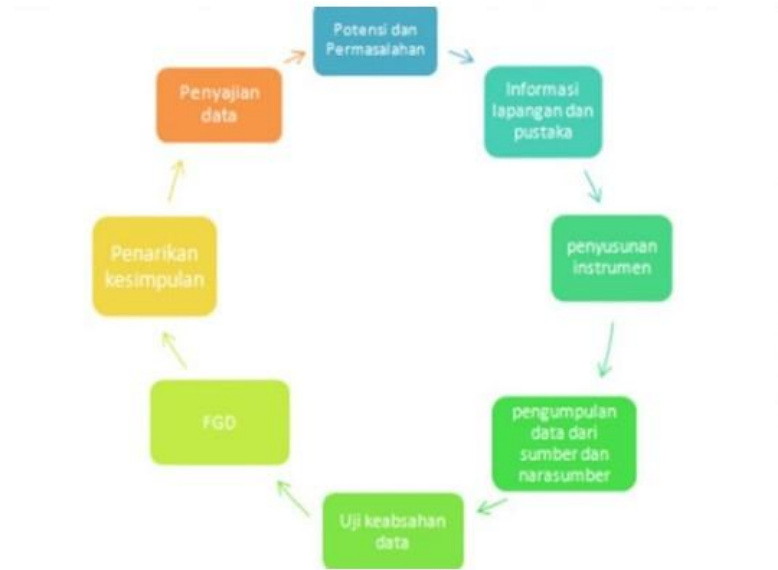 Potensi dan
Permasalahan
Informasi
lapangan dan
pustaka
penyusunan
instrumen
pengumpulan
data dari
sumber dan
narasumber
Uji keabsahan
data
FGD
Penarikan
kesimpulan
Penyajian
data